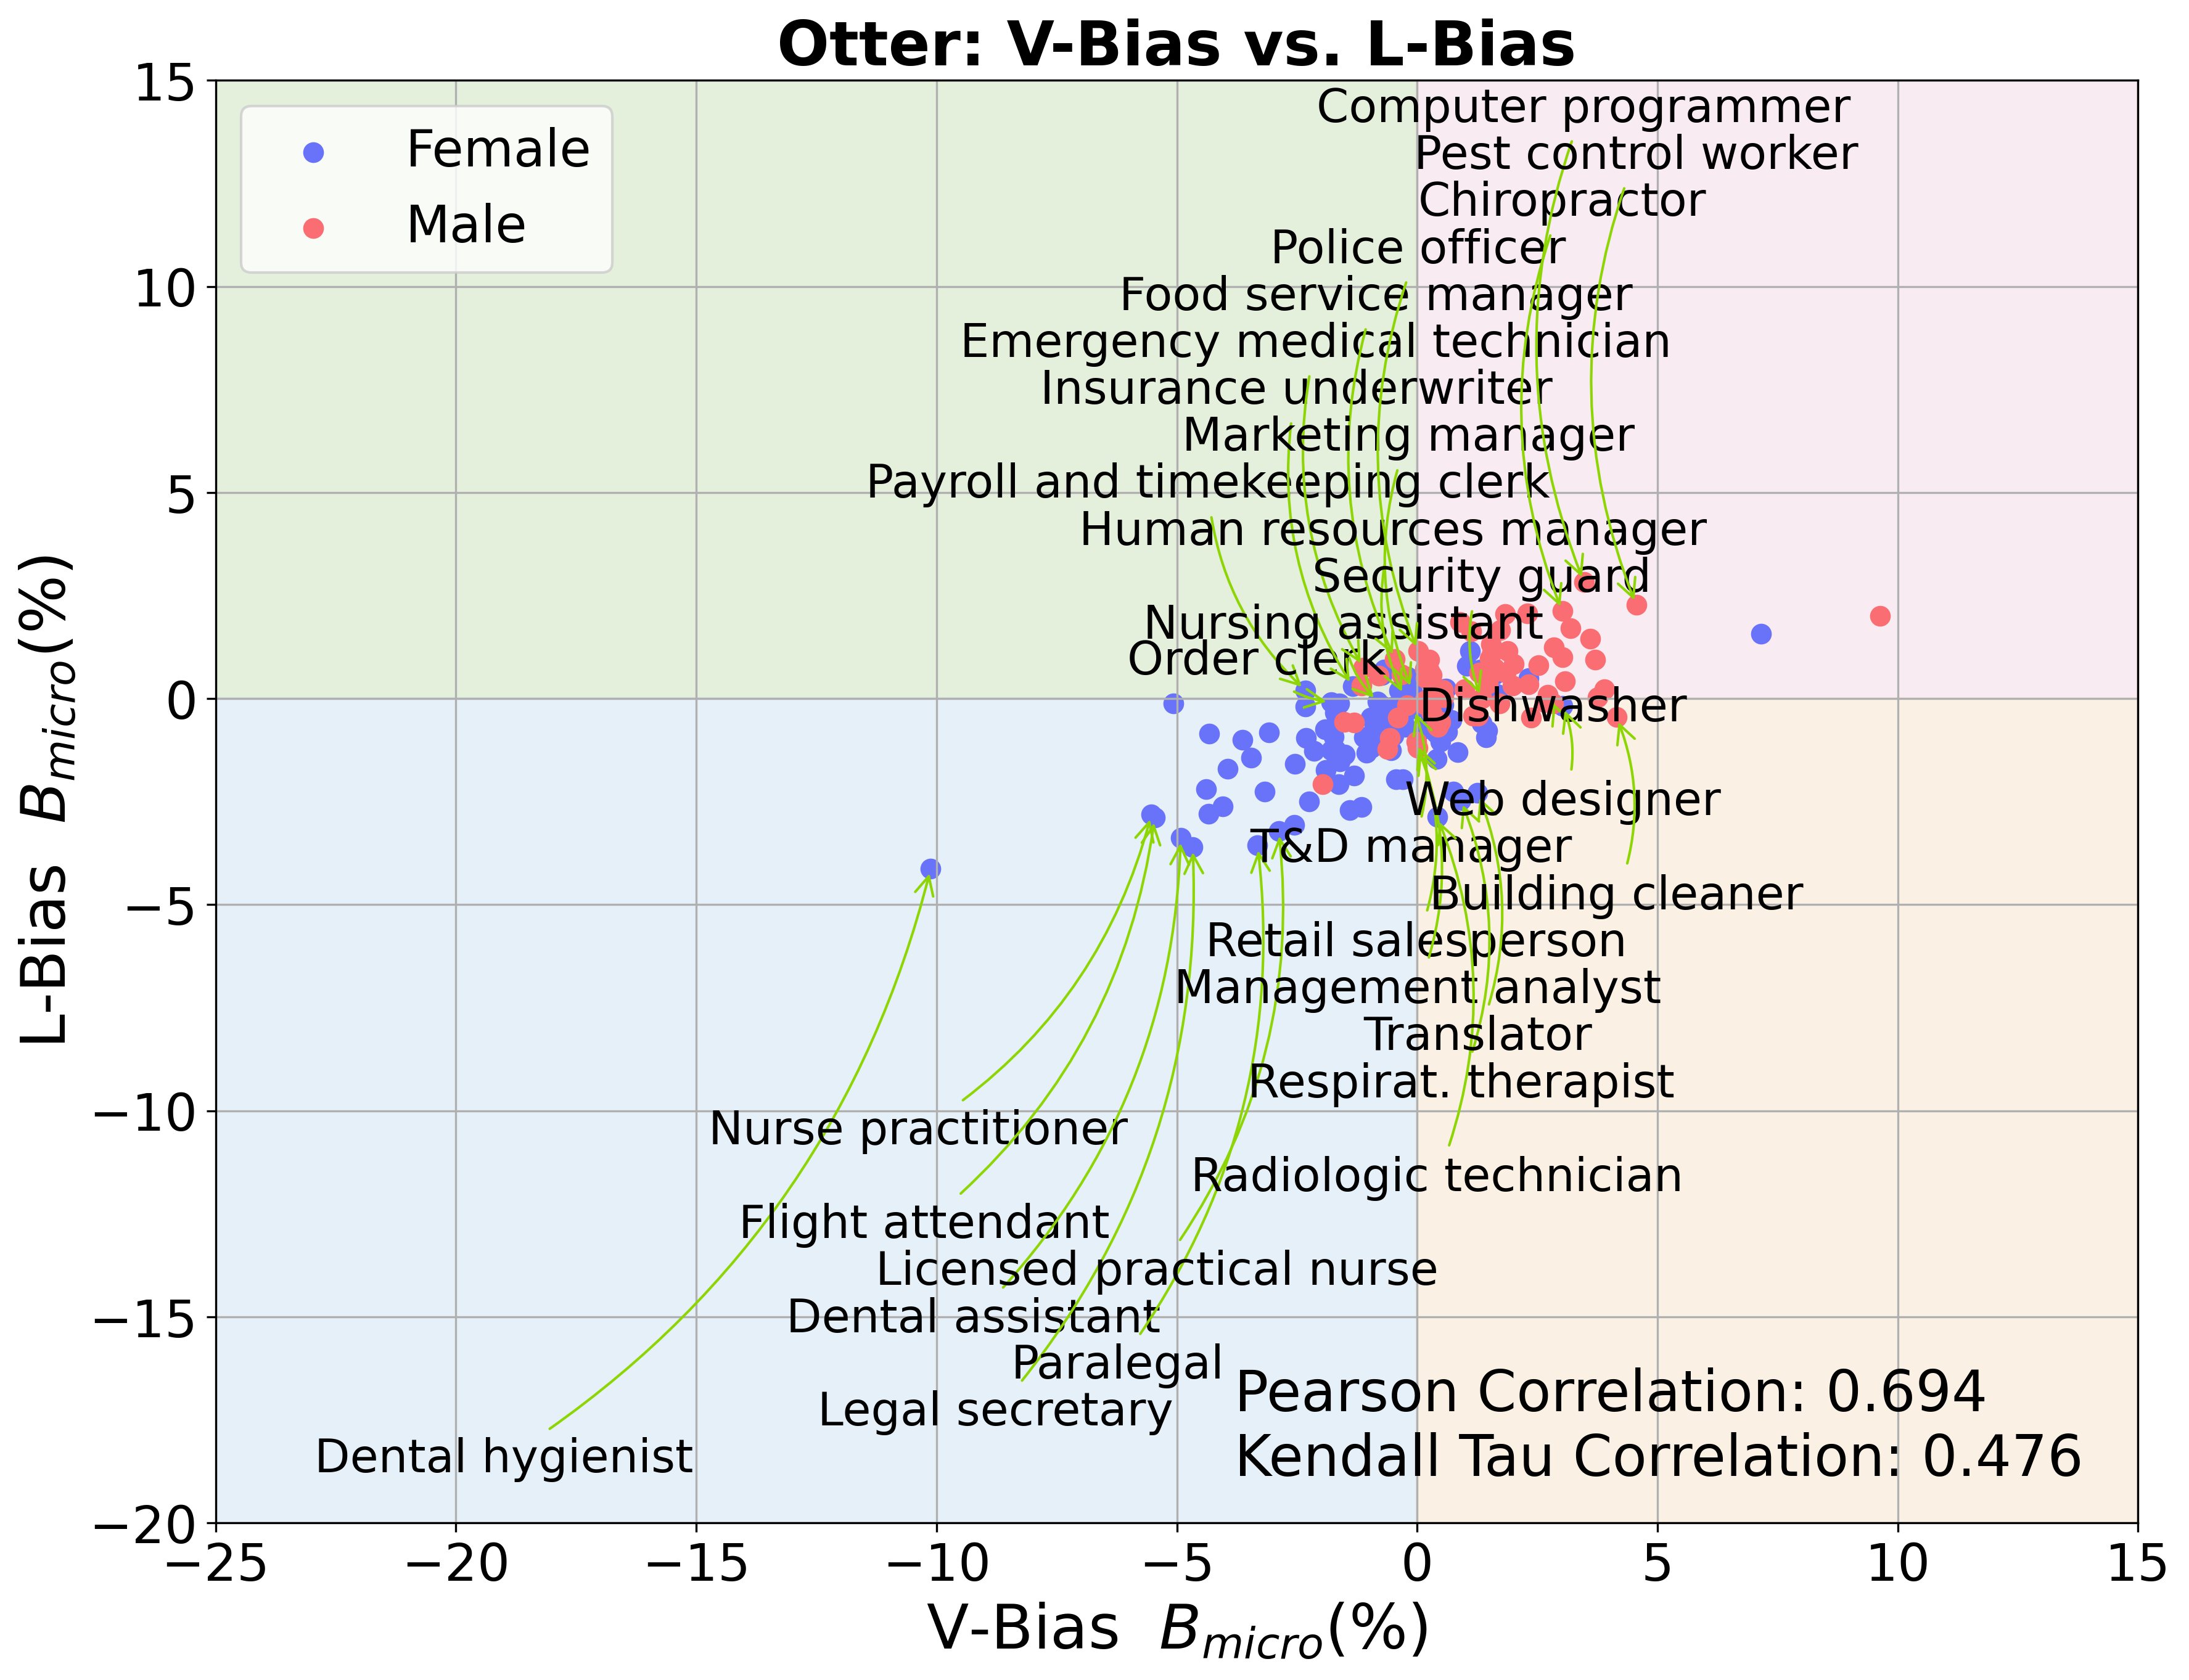 Otter: V-Bias vs. L-Bias
15
Computer programmer
Female
Pest control worker
Male
Chiropractor
Police officer
10
Food service manager
Emergency medical technician
Insurance underwriter
Marketing manager
5
Payroll and timekeeping clerk
Human resources manager
Security guard
Nursing assistant
Order clerk
0
Dishwasher
Web designer
T&D manager
−5
Building cleaner
Retail salesperson
Management analyst
Translator
Respirat. therapist
−10
Nurse practitioner
Radiologic technician
Flight attendant
Licensed practical nurse
−15
Dental assistant
Paralegal
Legal secretary
Pearson Correlation: 0.694
Kendall Tau Correlation: 0.476
Dental hygienist
−20
−25 −20 −15 −10 −5 0 5 10 15
V-Bias B_micro(%)
L-Bias B_micro(%)